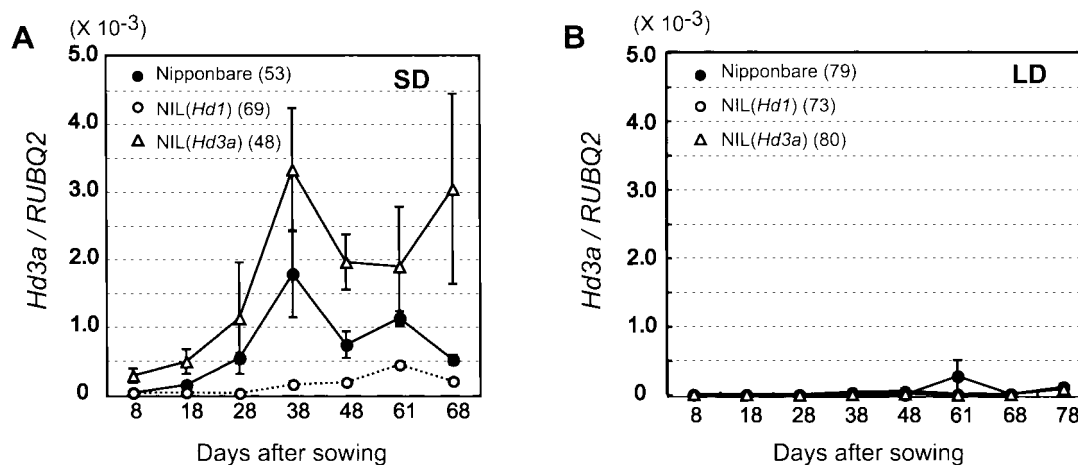 A
(X 10-3)
5.0
4.0
3.0
2.0
1.0
0
Hd3a / RUBQ2
● Nipponbare (53)
○ NIL(Hd1) (69)
△ NIL(Hd3a) (48)
SD
8 18 28 38 48 61 68
Days after sowing
B
(X 10-3)
5.0
4.0
3.0
2.0
1.0
0
Hd3a / RUBQ2
● Nipponbare (79)
○ NIL(Hd1) (73)
△ NIL(Hd3a) (80)
LD
8 18 28 38 48 61 68 78
Days after sowing